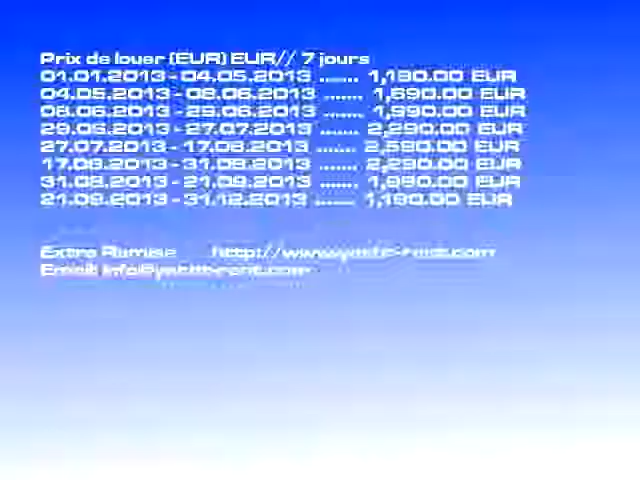 Prix de louer (EUR) EUR// 7 jours
01.01.2013 - 04.05.2013 ....... 1,190.00 EUR
04.05.2013 - 08.06.2013 ....... 1,690.00 EUR
08.06.2013 - 29.06.2013 ....... 1,990.00 EUR
29.06.2013 - 27.07.2013 ....... 2,290.00 EUR
27.07.2013 - 17.08.2013 ....... 2,590.00 EUR
17.08.2013 - 31.08.2013 ....... 2,290.00 EUR
31.08.2013 - 21.09.2013 ....... 1,990.00 EUR
21.09.2013 - 31.12.2013 ....... 1,190.00 EUR
Extra Remise
Email: